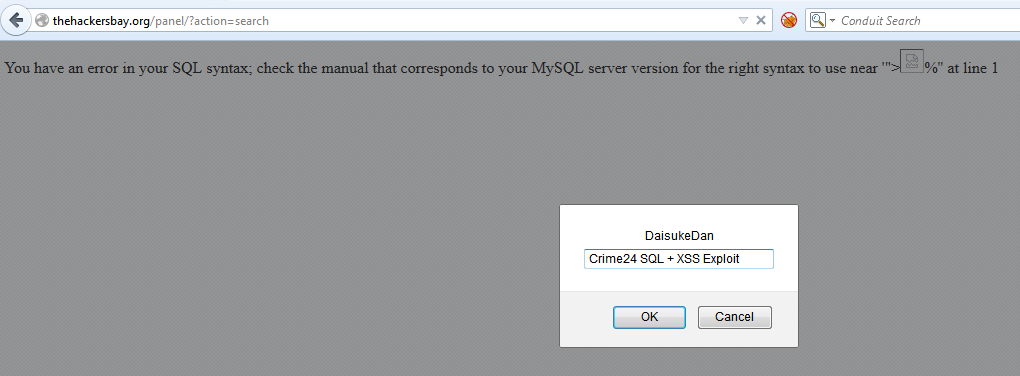 thehackersbay.org/panel/?action=search
Conduit Search
You have an error in your SQL syntax; check the manual that corresponds to your MySQL server version for the right syntax to use near '">%'' at line 1
DaisukeDan
Crime24 SQL + XSS Exploit
OK Cancel